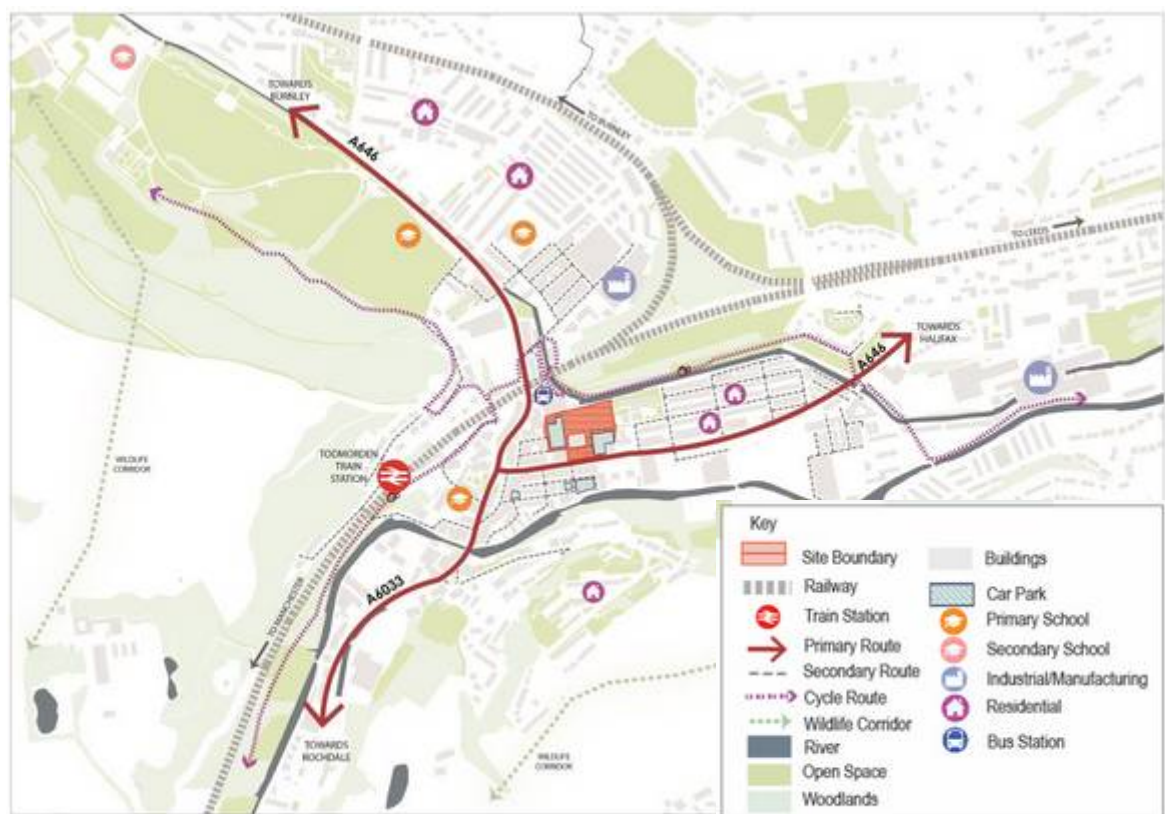 TOWARDS
BURNLEY
A646
TO BURNLEY
TO LEEDS
TOWARDS
HALIFAX
A646
WILDLIFE
CORRIDOR
TODMORDEN
TRAIN
STATION
TO MANCHESTER
A6033
TOWARDS
ROCHDALE
WILDLIFE
CORRIDOR
Key
Site Boundary
Railway
Train Station
Primary Route
Secondary Route
Cycle Route
Wildlife Corridor
River
Open Space
Woodlands
Buildings
Car Park
Primary School
Secondary School
Industrial/Manufacturing
Residential
Bus Station